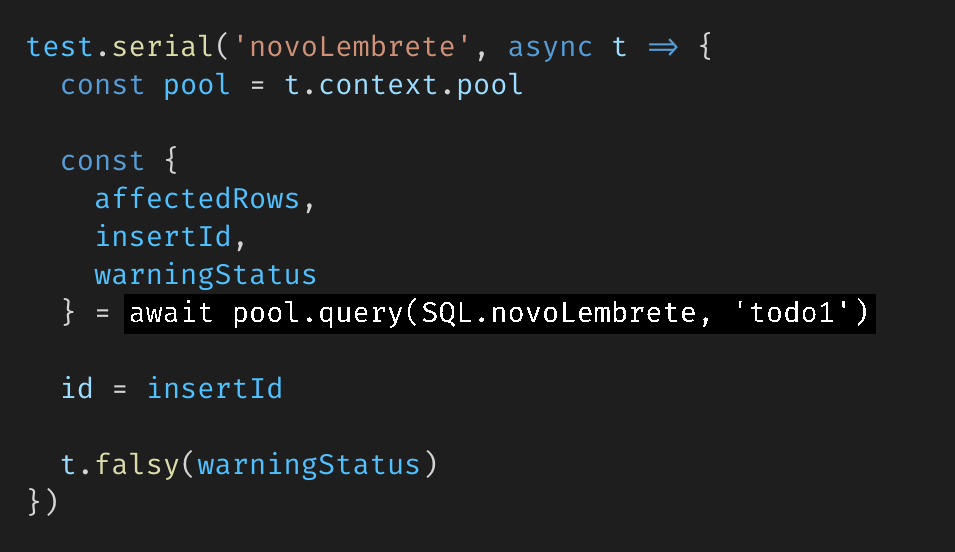 test.serial('novoLembrete', async t => {
  const pool = t.context.pool
  const {
    affectedRows,
    insertId,
    warningStatus
  } = await pool.query(SQL.novoLembrete, 'todo1')
  id = insertId
  t.falsy(warningStatus)
})